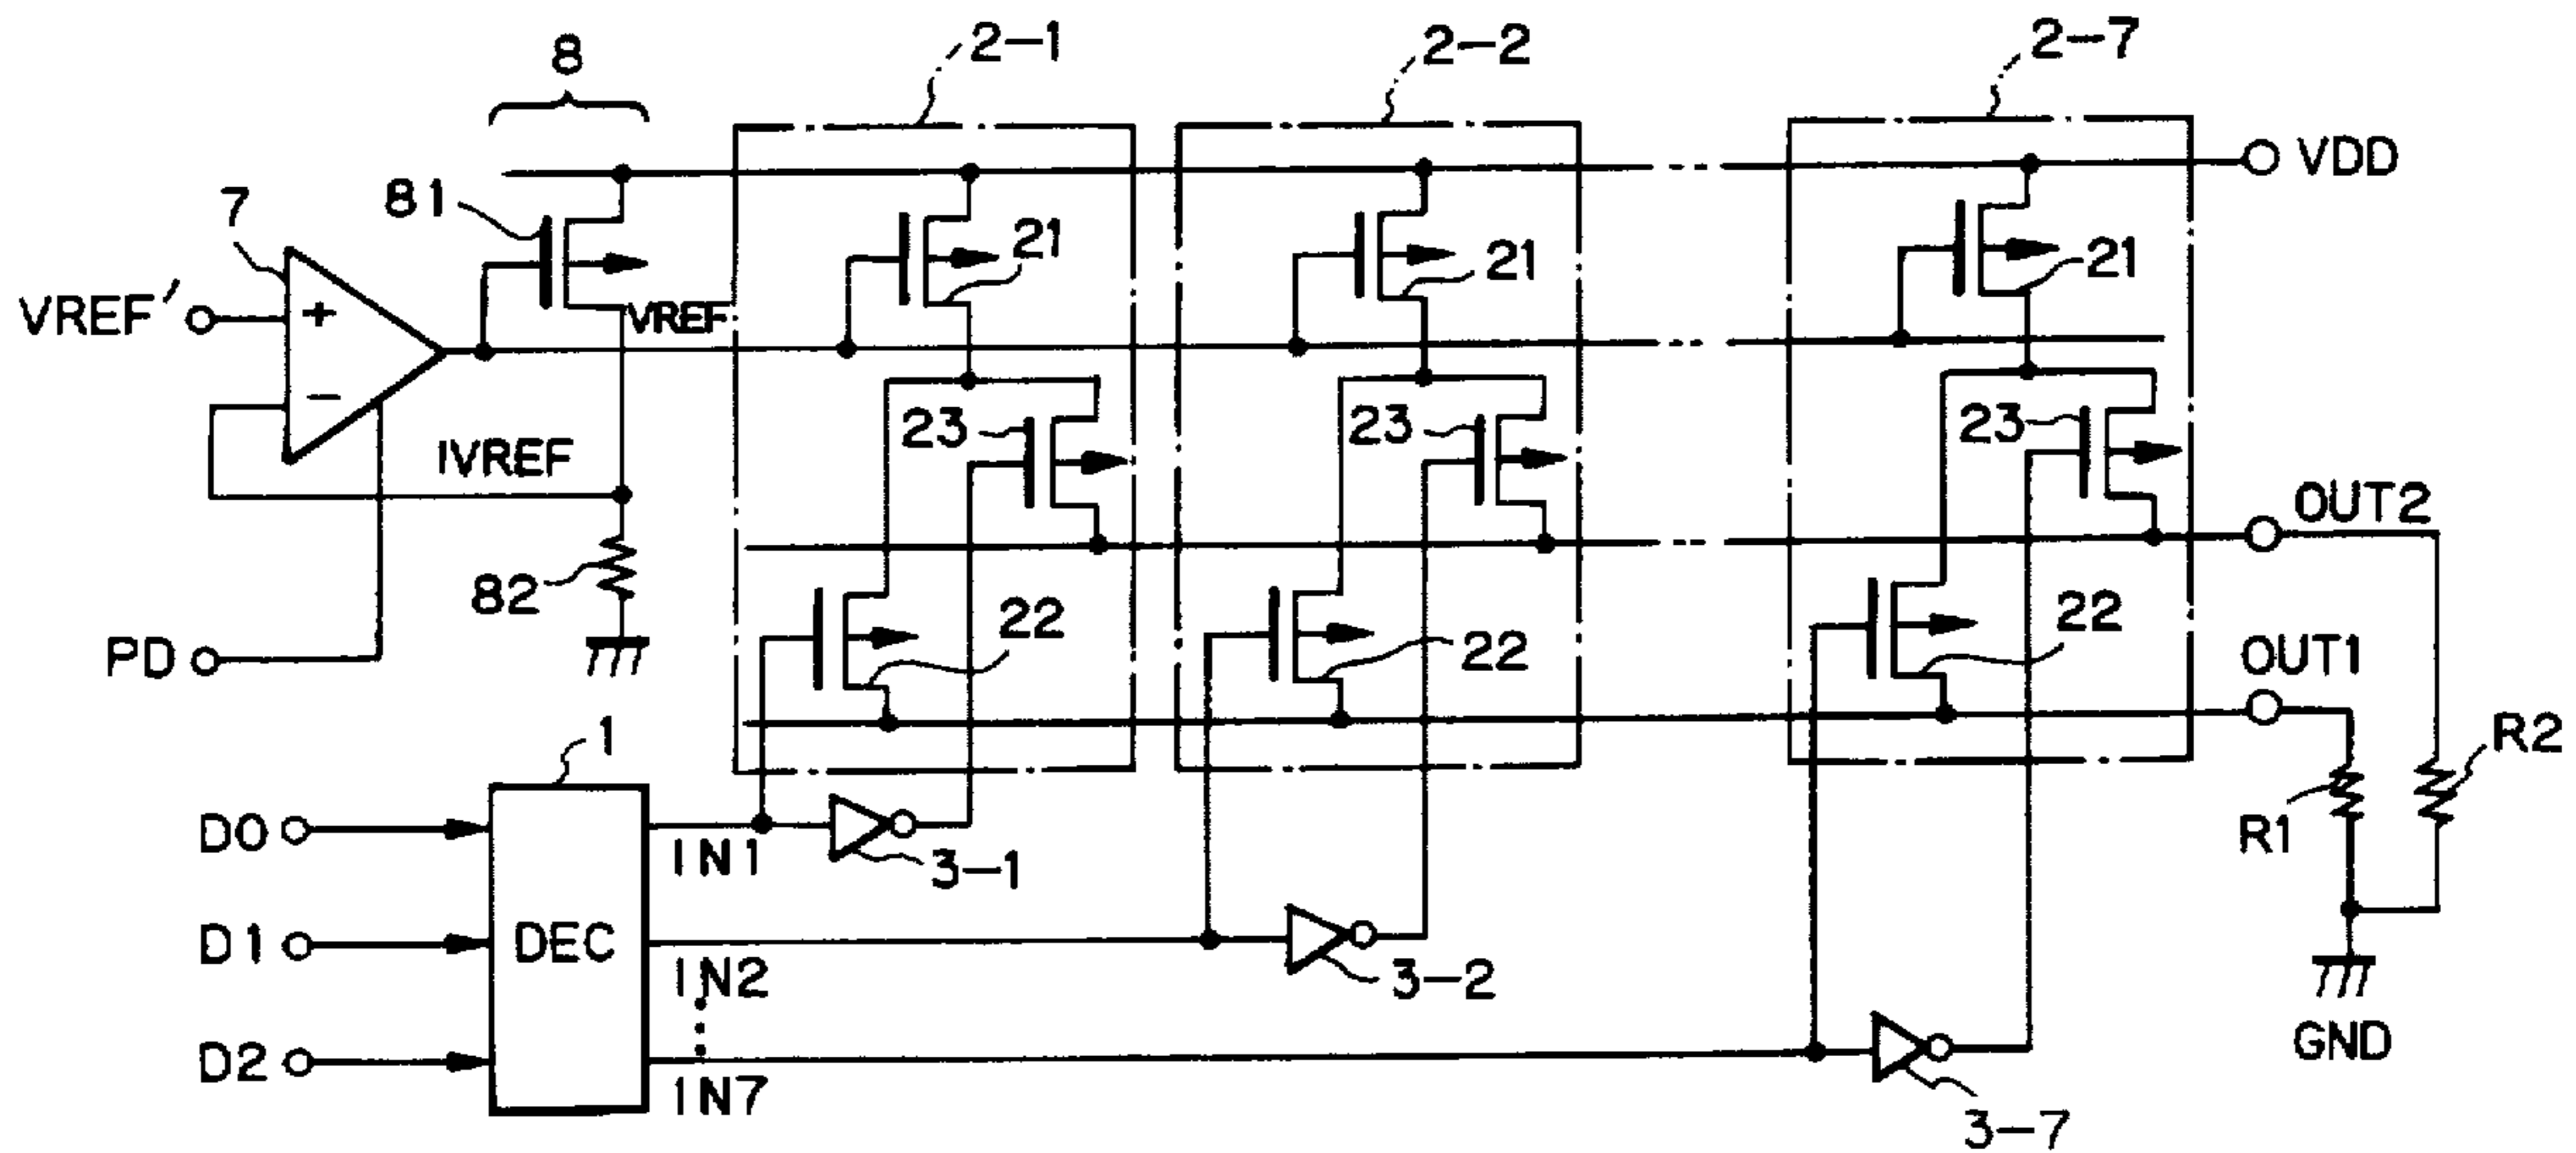 8
2-1
2-2
2-7
VDD
81
7
21
21
21
VREF'
+
VREF
−
23
23
23
IVREF
OUT2
82
22
22
22
PD
OUT1
1
R2
D0
IN1
3-1
R1
D1
DEC
IN2
3-2
GND
D2
IN7
3-7